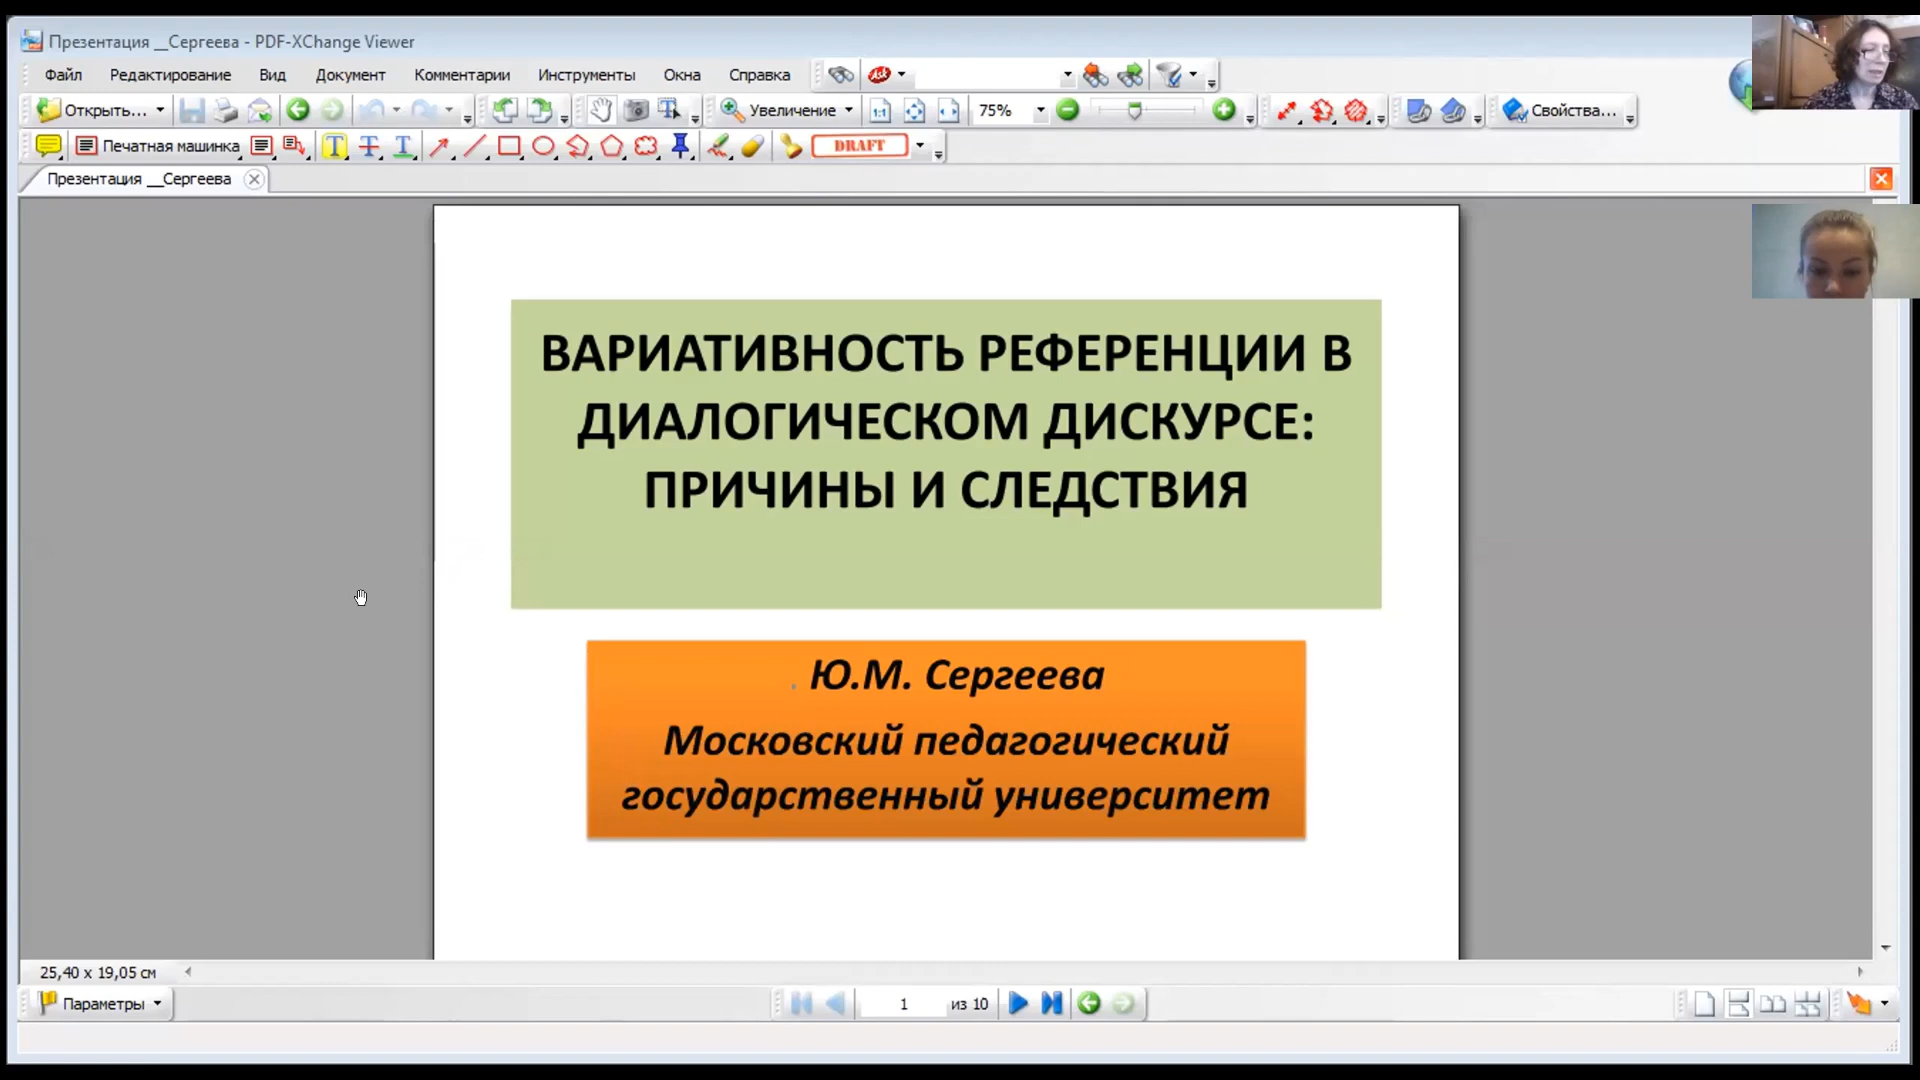 Презентация __Сергеева - PDF-XChange Viewer
Файл Редактирование Вид Документ Комментарии Инструменты Окна Справка
Открыть... Увеличение 75% Свойства...
Печатная машинка DRAFT
Презентация __Сергеева
ВАРИАТИВНОСТЬ РЕФЕРЕНЦИИ В
ДИАЛОГИЧЕСКОМ ДИСКУРСЕ:
ПРИЧИНЫ И СЛЕДСТВИЯ
. Ю.М. Сергеева
Московский педагогический
государственный университет
25,40 x 19,05 см
Параметры 1 из 10